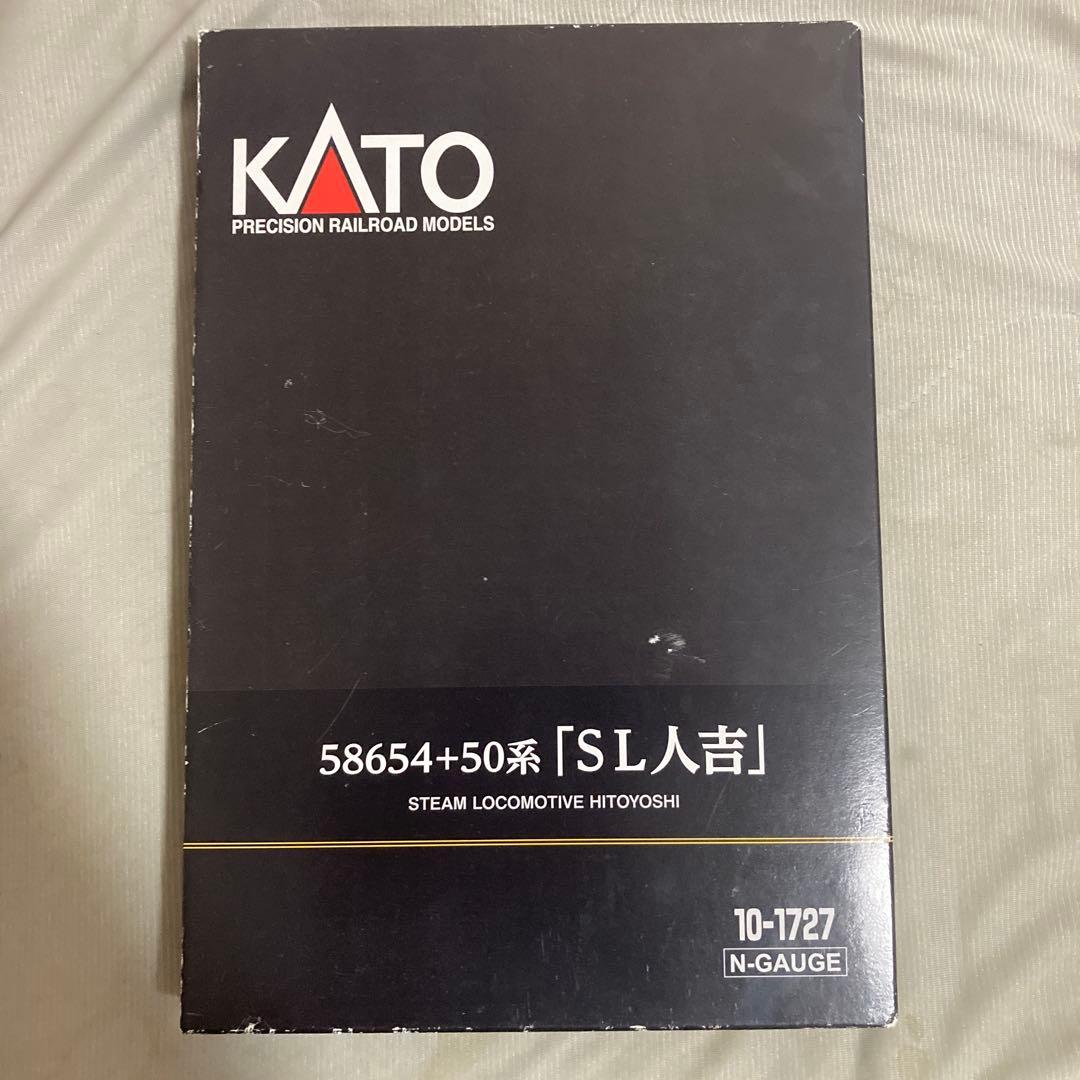 KATO
PRECISION RAILROAD MODELS
58654+50系「SL人吉」
STEAM LOCOMOTIVE HITOYOSHI
10-1727
N-GAUGE